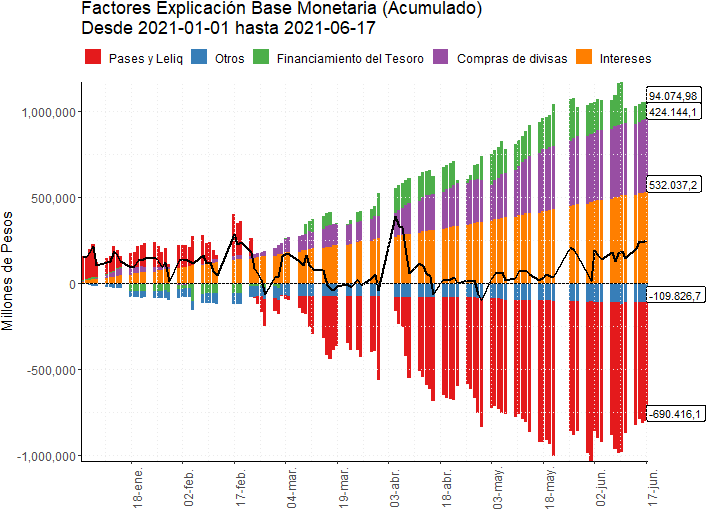 Factores Explicación Base Monetaria (Acumulado)
Desde 2021-01-01 hasta 2021-06-17
Pases y Leliq Otros Financiamiento del Tesoro Compras de divisas Intereses
Millones de Pesos
1,000,000
500,000
0
-500,000
-1,000,000
94.074,98
424.144,1
532.037,2
-109.826,7
-690.416,1
18-ene.
02-feb.
17-feb.
04-mar.
19-mar.
03-abr.
18-abr.
03-may.
18-may.
02-jun.
17-jun.